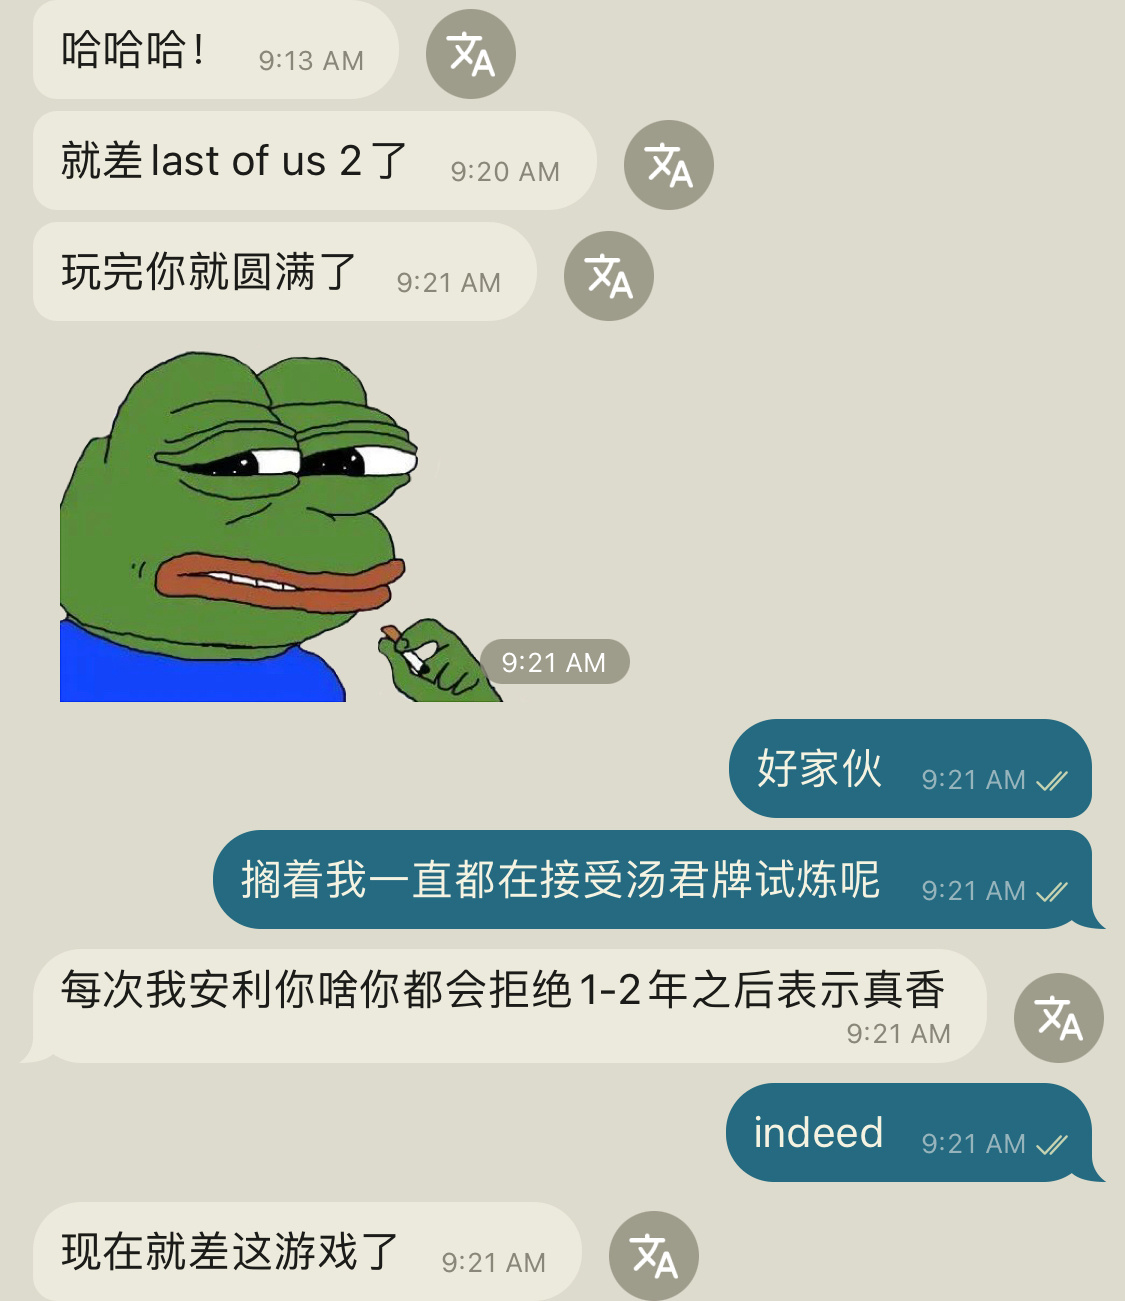 哈哈哈！ 9:13 AM
就差last of us 2了 9:20 AM
玩完你就圆满了 9:21 AM
9:21 AM
好家伙 9:21 AM
搁着我一直都在接受汤君牌试炼呢 9:21 AM
每次我安利你啥你都会拒绝1-2年之后表示真香
9:21 AM
indeed 9:21 AM
现在就差这游戏了 9:21 AM